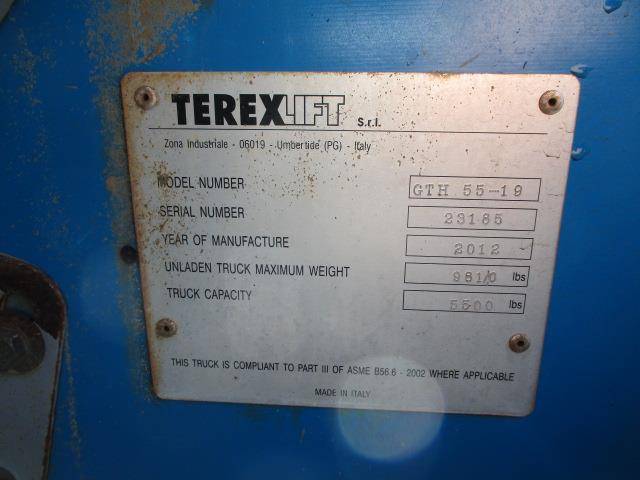 TEREXLIFT S.r.l.
Zona Industriale - 06019 - Umbertide (PG) - Italy
MODEL NUMBER GTH 55-19
SERIAL NUMBER 23185
YEAR OF MANUFACTURE 2012
UNLADEN TRUCK MAXIMUM WEIGHT 9810 lbs
TRUCK CAPACITY 5500 lbs
THIS TRUCK IS COMPLIANT TO PART III OF ASME B56.6 - 2002 WHERE APPLICABLE
MADE IN ITALY